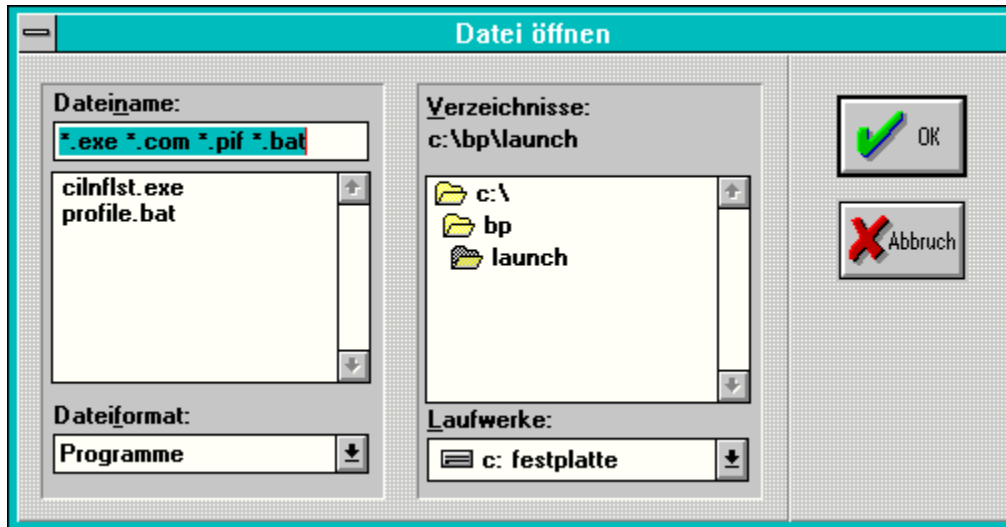 Datei öffnen
Dateiname:
*.exe *.com *.pif *.bat
cilnflst.exe
profile.bat
Dateiformat:
Programme
Verzeichnisse:
c:\bp\launch
c:\
bp
launch
Laufwerke:
c: festplatte
OK
Abbruch